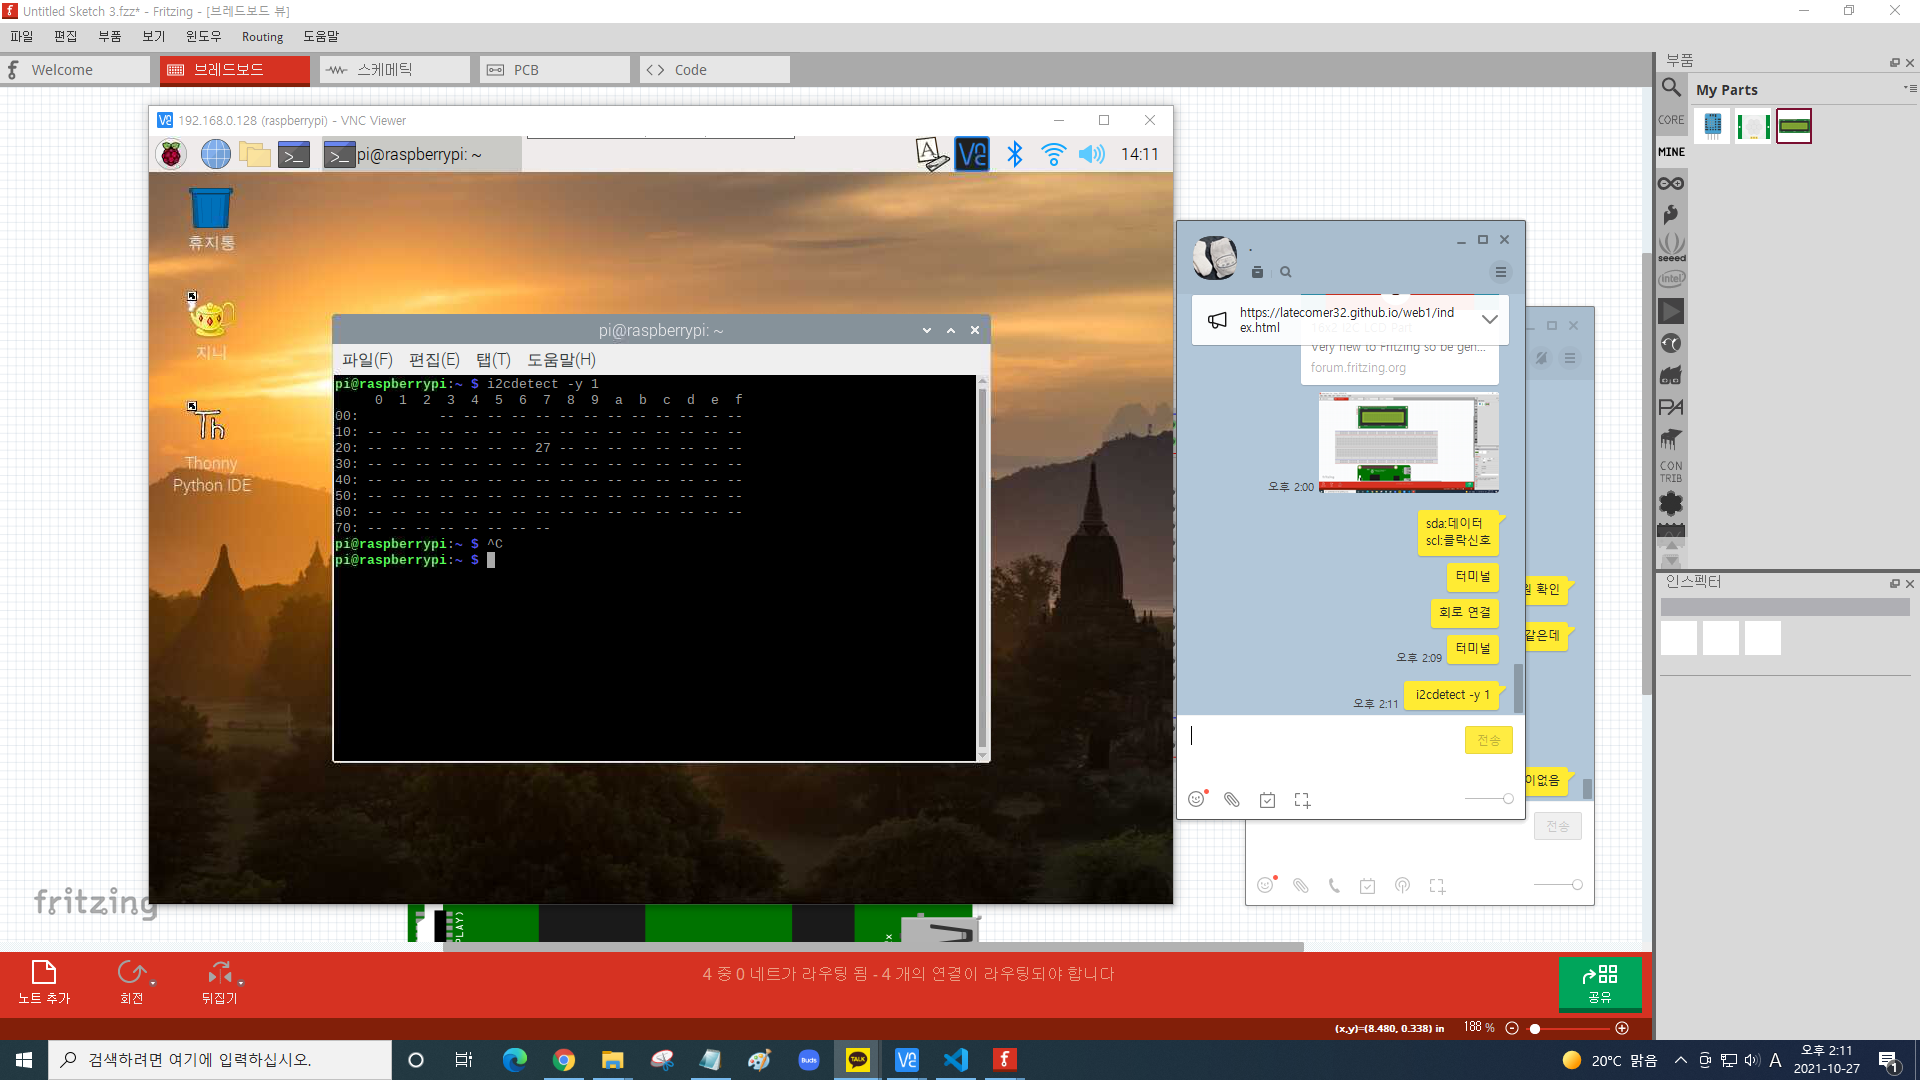 Untitled Sketch 3.fzz* - Fritzing - [브레드보드 뷰]
파일 편집 부품 보기 윈도우 Routing 도움말
Welcome 브레드보드 스케메틱 PCB Code
192.168.0.128 (raspberrypi) - VNC Viewer
pi@raspberrypi: ~
14:11
휴지통
지니
Thonny
Python IDE
pi@raspberrypi: ~
파일(F) 편집(E) 탭(T) 도움말(H)
pi@raspberrypi:~ $ i2cdetect -y 1
     0  1  2  3  4  5  6  7  8  9  a  b  c  d  e  f
00:          -- -- -- -- -- -- -- -- -- -- -- -- --
10: -- -- -- -- -- -- -- -- -- -- -- -- -- -- -- --
20: -- -- -- -- -- -- -- 27 -- -- -- -- -- -- -- --
30: -- -- -- -- -- -- -- -- -- -- -- -- -- -- -- --
40: -- -- -- -- -- -- -- -- -- -- -- -- -- -- -- --
50: -- -- -- -- -- -- -- -- -- -- -- -- -- -- -- --
60: -- -- -- -- -- -- -- -- -- -- -- -- -- -- -- --
70: -- -- -- -- -- -- -- --
pi@raspberrypi:~ $ ^C
pi@raspberrypi:~ $
.
https://latecomer32.github.io/web1/ind
ex.html
Very new to Fritzing so be gen...
forum.fritzing.org
오후 2:00
sda:데이터
scl:클락신호
터미널
회로 연결
오후 2:09 터미널
오후 2:11 i2cdetect -y 1
전송
확인
같은데
이없음
전송
부품
My Parts
CORE
MINE
seeed
intel
PA
CON
TRIB
인스펙터
fritzing
PLAY)
노트 추가
회전
뒤집기
4 중 0 네트가 라우팅 됨 - 4 개의 연결이 라우팅되야 합니다
공유
(x,y)=(8.480, 0.338) in 188 %
검색하려면 여기에 입력하십시오.
Buds
TALK
20°C 맑음
A
오후 2:11
2021-10-27
1